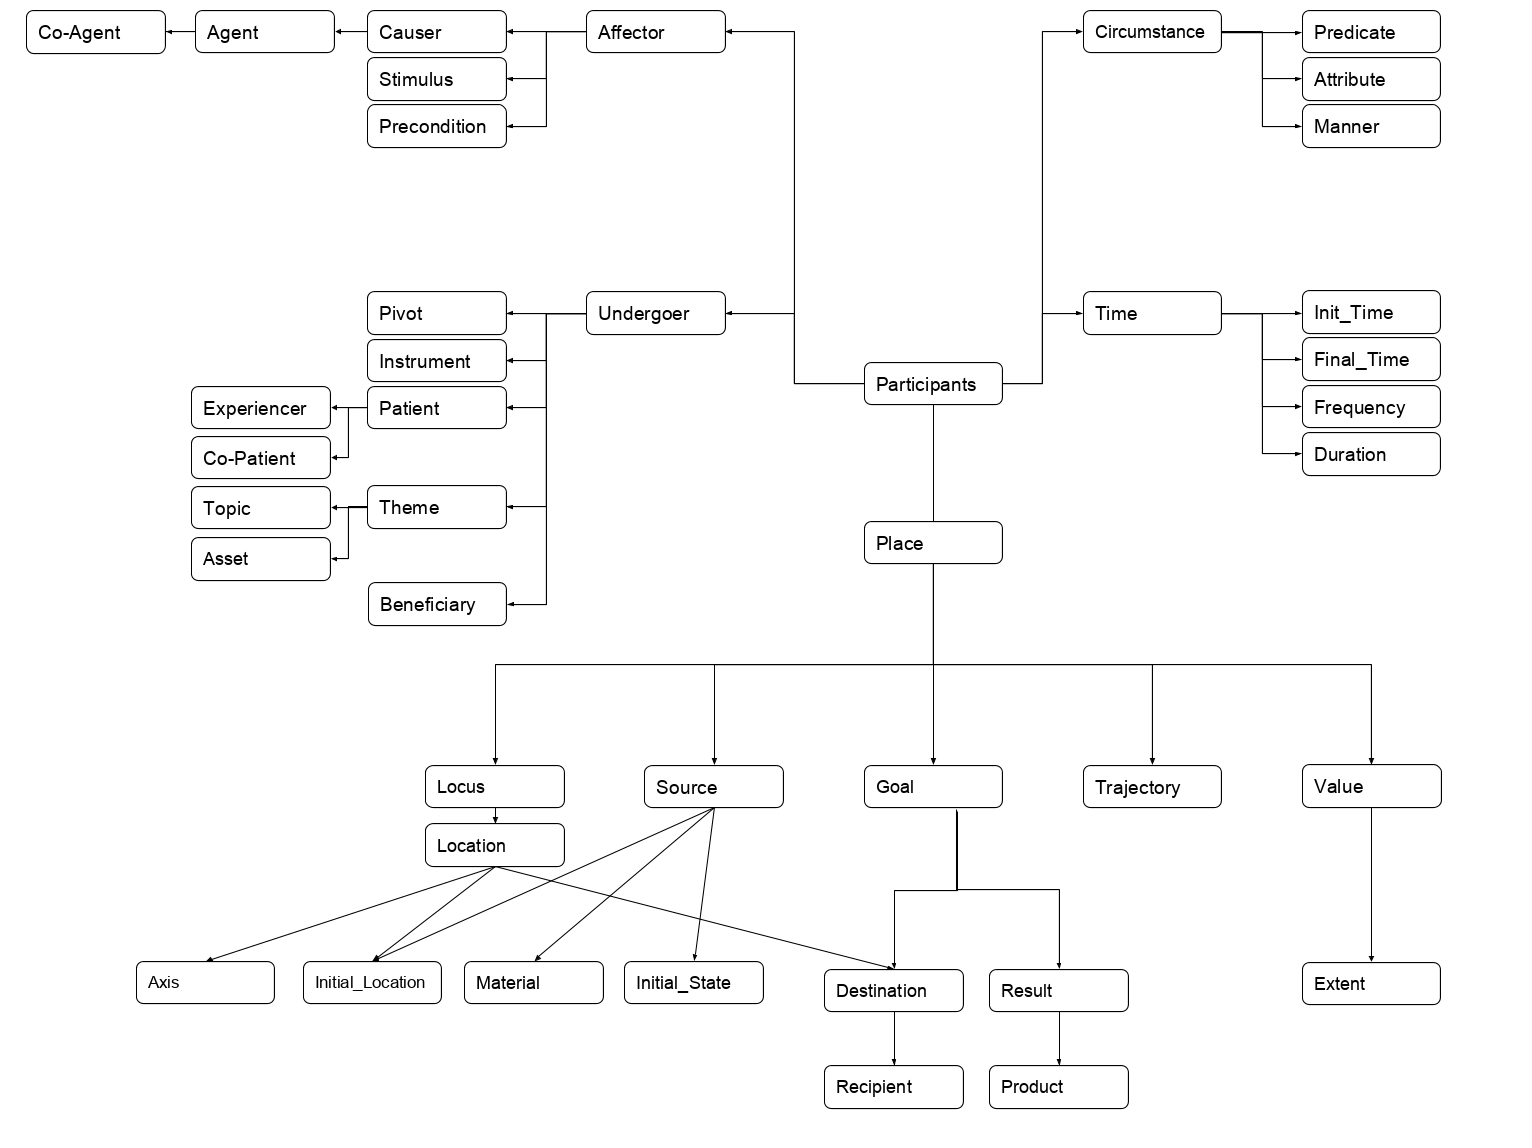 Co-Agent
Agent
Causer
Affector
Circumstance
Predicate
Stimulus
Attribute
Precondition
Manner
Pivot
Undergoer
Time
Init_Time
Instrument
Final_Time
Participants
Experiencer
Patient
Frequency
Co-Patient
Duration
Topic
Theme
Place
Asset
Beneficiary
Locus
Source
Goal
Trajectory
Value
Location
Axis
Initial_Location
Material
Initial_State
Destination
Result
Extent
Recipient
Product